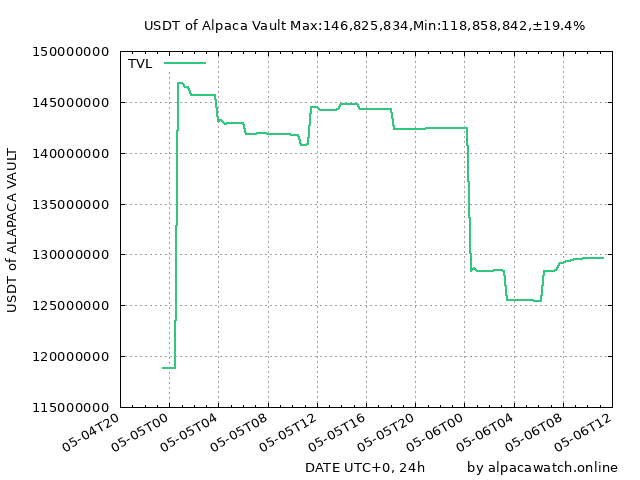 USDT of Alpaca Vault Max:146,825,834,Min:118,858,842,±19.4%
TVL
USDT of ALAPACA VAULT
150000000
145000000
140000000
135000000
130000000
125000000
120000000
115000000
05-04T20
05-05T00
05-05T04
05-05T08
05-05T12
05-05T16
05-05T20
05-06T00
05-06T04
05-06T08
05-06T12
DATE UTC+0, 24h
by alpacawatch.online